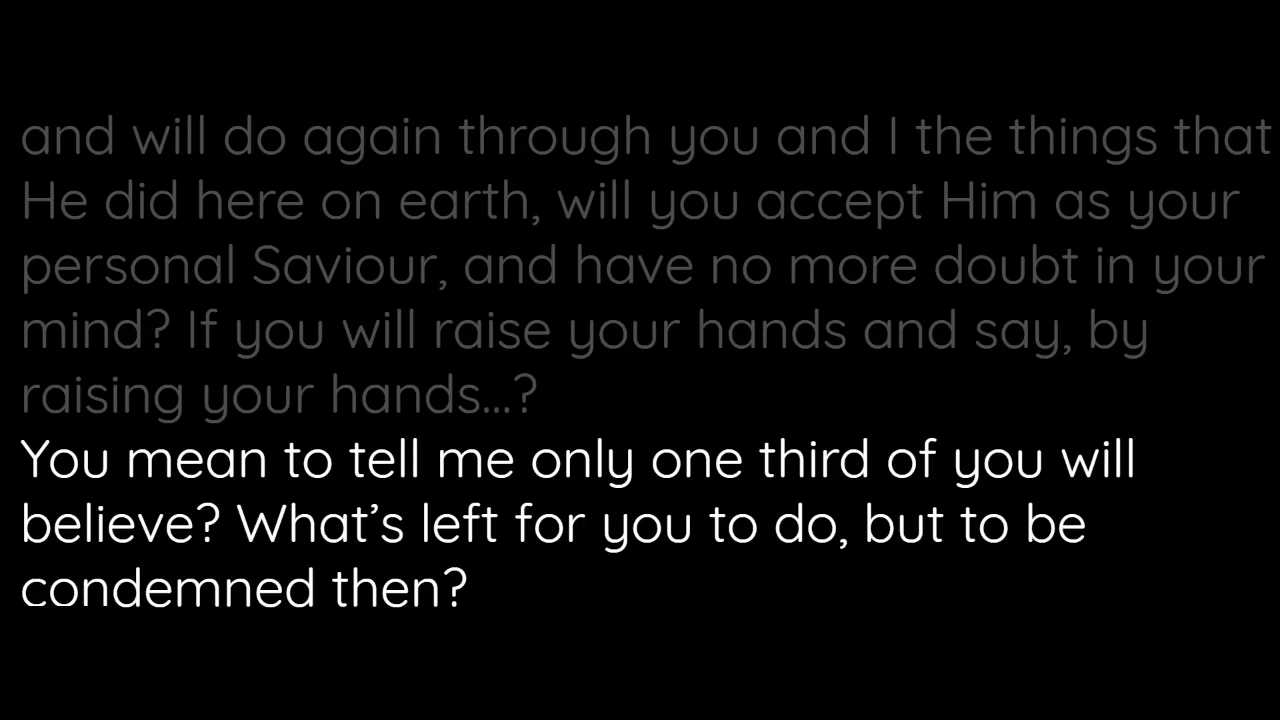 and will do again through you and I the things that
He did here on earth, will you accept Him as your
personal Saviour, and have no more doubt in your
mind? If you will raise your hands and say, by
raising your hands...?
You mean to tell me only one third of you will
believe? What’s left for you to do, but to be
condemned then?